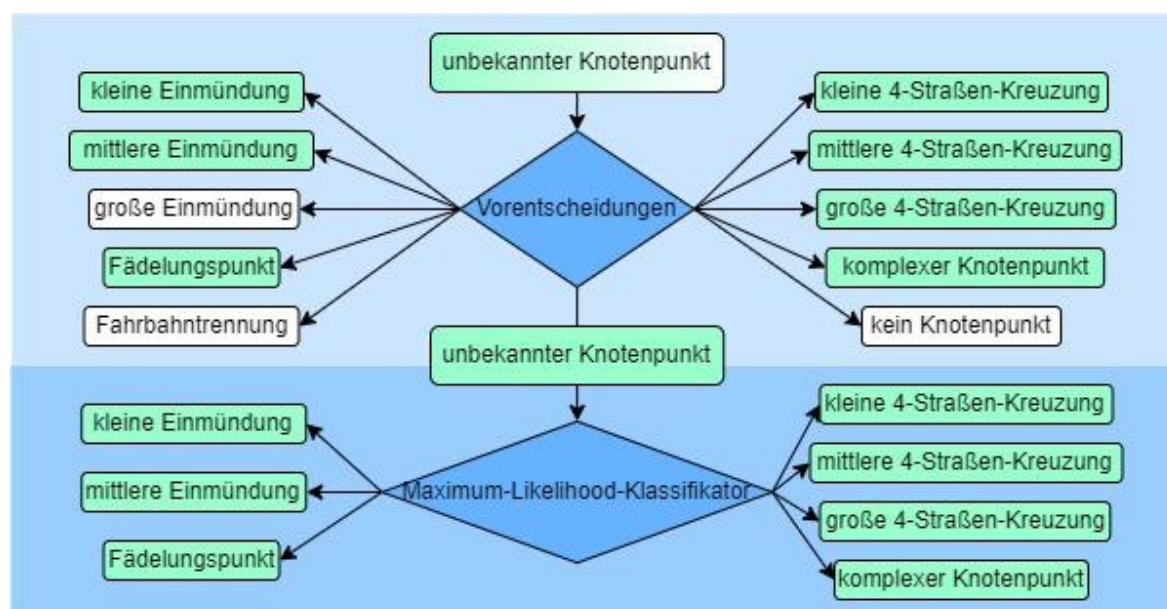 unbekannter Knotenpunkt
kleine Einmündung
mittlere Einmündung
große Einmündung
Fädelungspunkt
Fahrbahntrennung
Vorentscheidungen
kleine 4-Straßen-Kreuzung
mittlere 4-Straßen-Kreuzung
große 4-Straßen-Kreuzung
komplexer Knotenpunkt
kein Knotenpunkt
unbekannter Knotenpunkt
kleine Einmündung
mittlere Einmündung
Fädelungspunkt
Maximum-Likelihood-Klassifikator
kleine 4-Straßen-Kreuzung
mittlere 4-Straßen-Kreuzung
große 4-Straßen-Kreuzung
komplexer Knotenpunkt